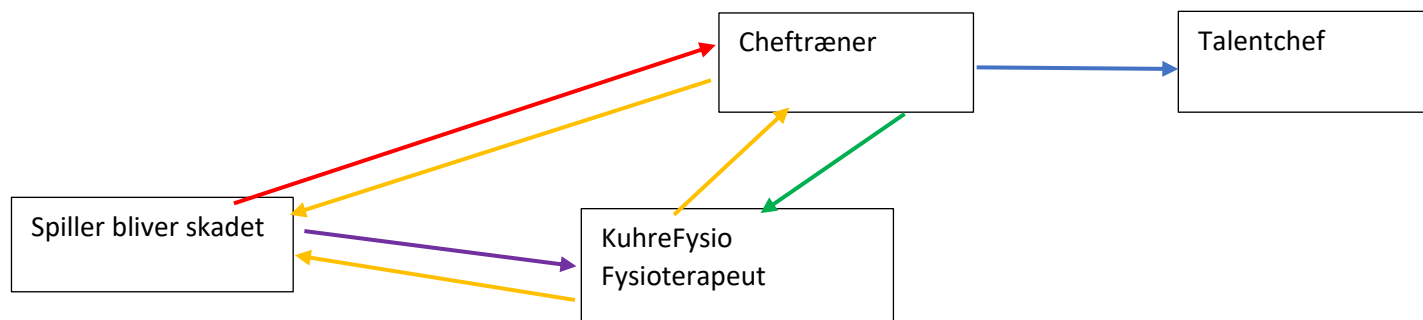 Cheftræner
Talentchef
Spiller bliver skadet
KuhreFysio
Fysioterapeut